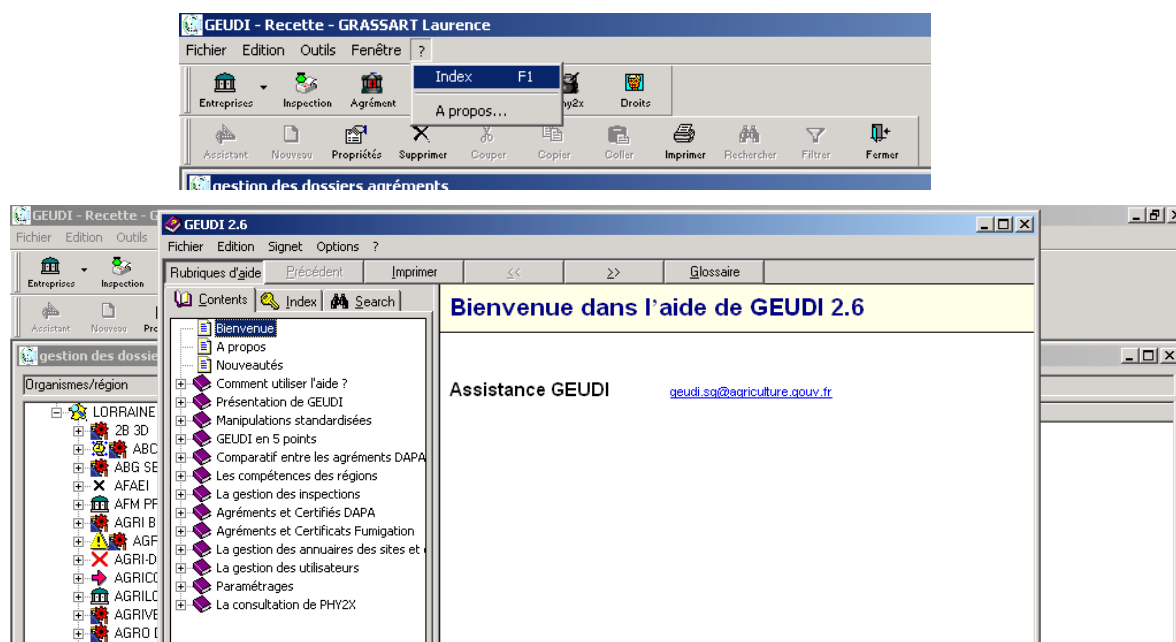 GEUDI - Recette - GRASSART Laurence
Fichier Edition Outils Fenêtre ?
Index F1
A propos...
Entreprises Inspection Agrément Droits
Assistant Nouveau Propriétés Supprimer Couper Copier Coller Imprimer Rechercher Filtrer Fermer
gestion des dossiers agréments
GEUDI - Recette - G
Fichier Edition Outils
Entreprises Inspection
Assistant Nouveau Pro
gestion des dossie
Organismes/région
LORRAINE
2B 3D
ABC
ABG SE
AFAEI
AFM PF
AGRI B
AGF
AGRI-D
AGRICO
AGRILO
AGRIVE
AGRO D
GEUDI 2.6
Fichier Edition Signet Options ?
Rubriques d'aide Précédent Imprimer << >> Glossaire
Contents Index Search
Bienvenue
A propos
Nouveautés
Comment utiliser l'aide ?
Présentation de GEUDI
Manipulations standardisées
GEUDI en 5 points
Comparatif entre les agréments DAPA
Les compétences des régions
La gestion des inspections
Agréments et Certifiés DAPA
Agréments et Certificats Fumigation
La gestion des annuaires des sites et
La gestion des utilisateurs
Paramétrages
La consultation de PHY2X
Bienvenue dans l'aide de GEUDI 2.6
Assistance GEUDI geudi.sg@agriculture.gouv.fr